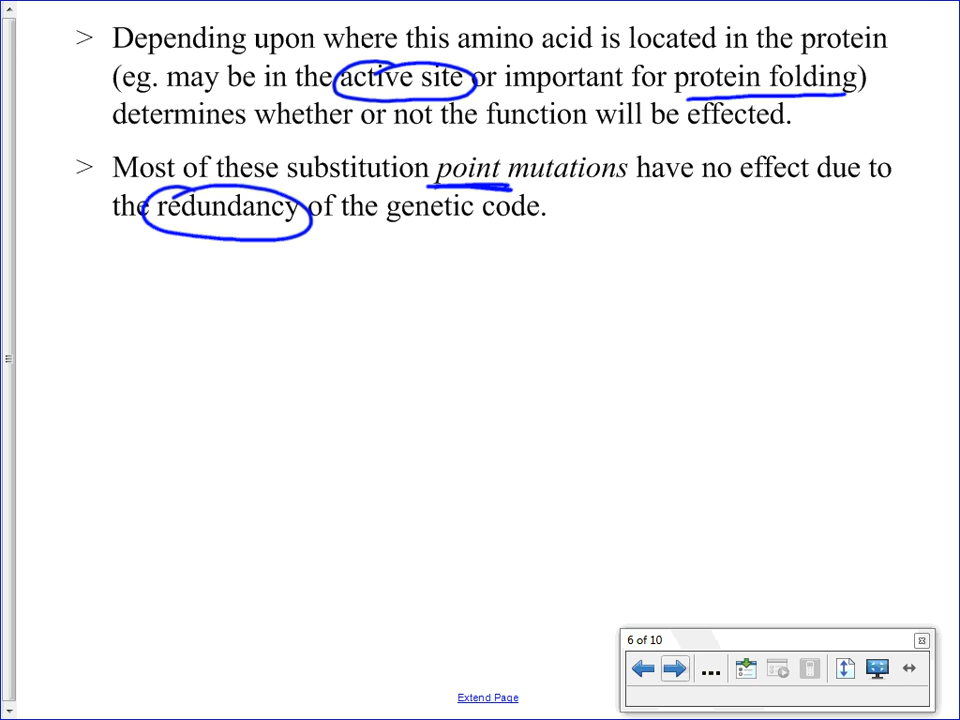 > Depending upon where this amino acid is located in the protein
(eg. may be in the active site or important for protein folding)
determines whether or not the function will be effected.
> Most of these substitution point mutations have no effect due to
the redundancy of the genetic code.
6 of 10
...
Extend Page